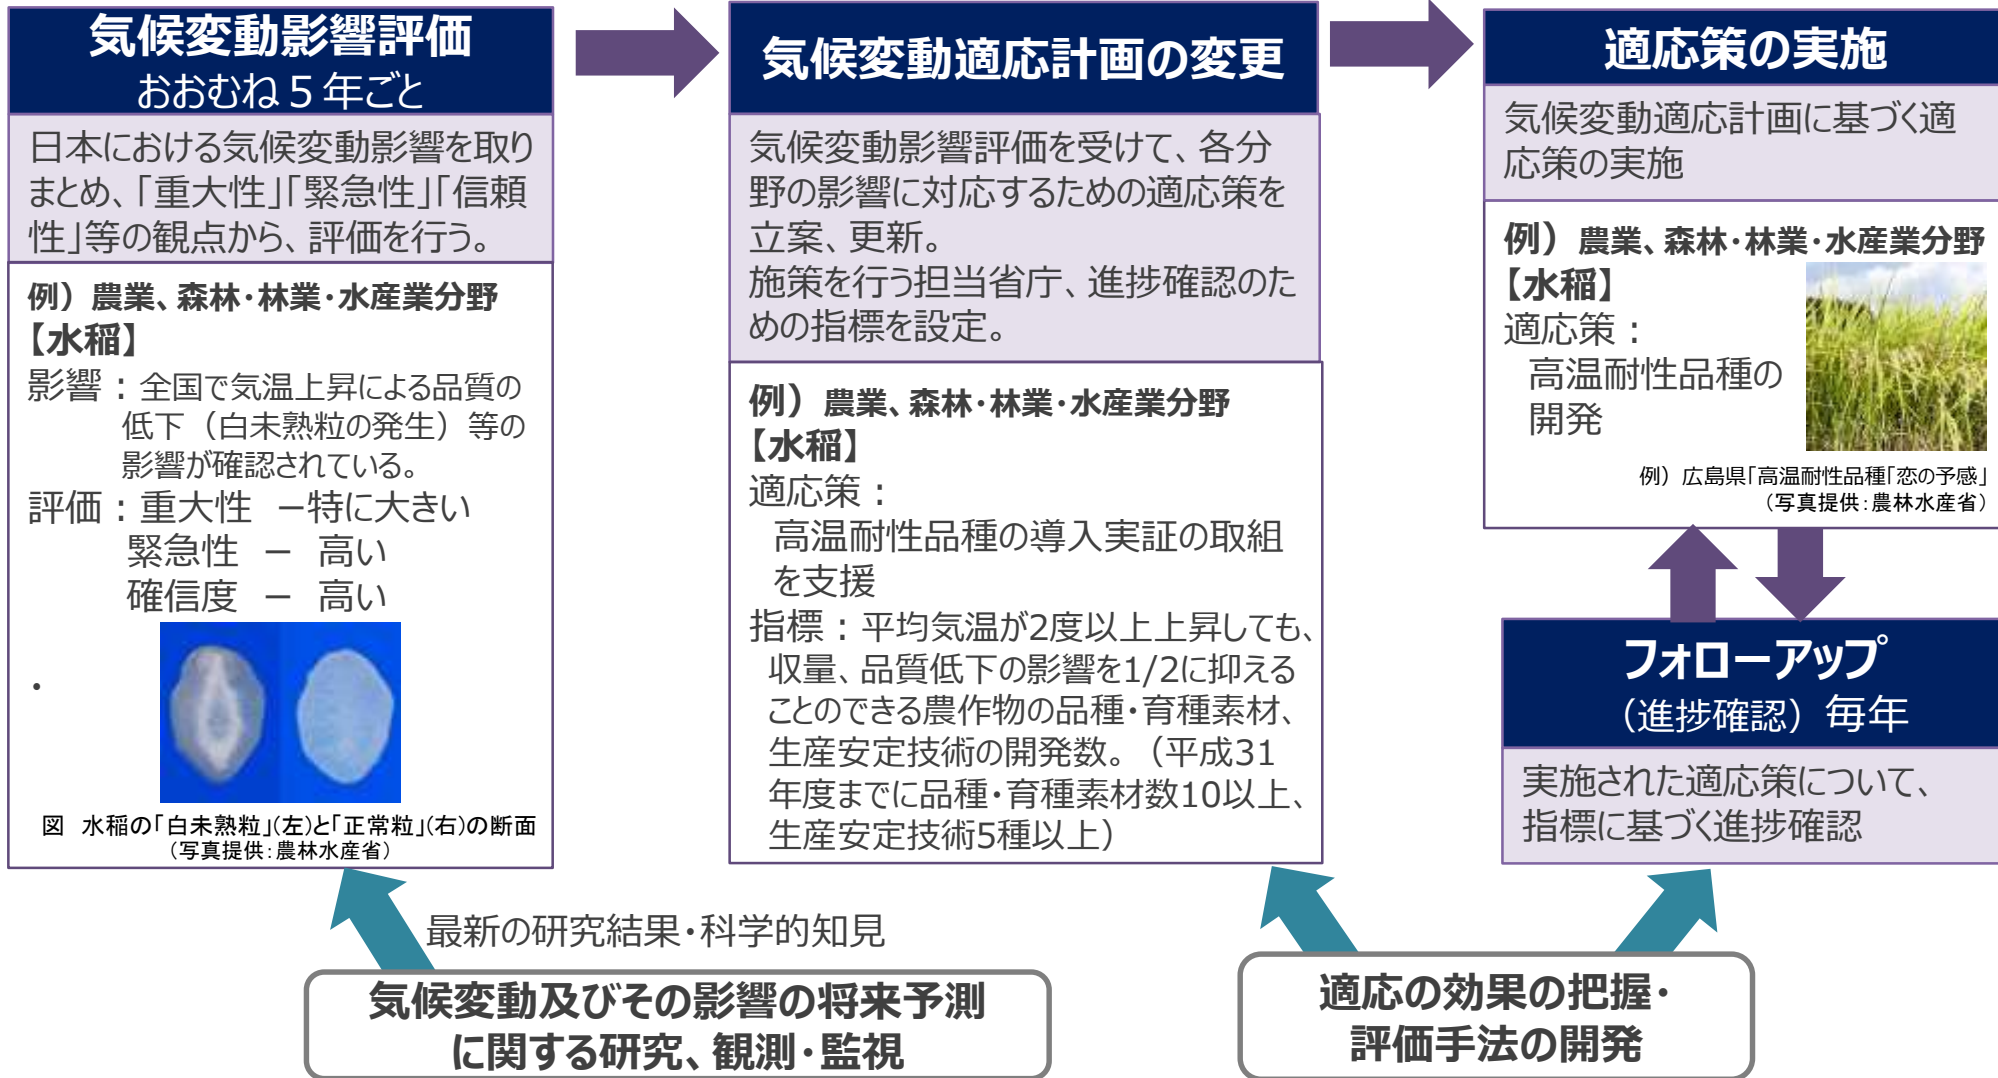 気候変動影響評価
おおむね5年ごと
日本における気候変動影響を取り
まとめ、「重大性」「緊急性」「信頼
性」等の観点から、評価を行う。
例）農業、森林・林業・水産業分野
【水稲】
影響：全国で気温上昇による品質の
低下（白未熟粒の発生）等の
影響が確認されている。
評価：重大性 －特に大きい
緊急性 － 高い
確信度 － 高い
・
図 水稲の「白未熟粒」(左)と「正常粒」(右)の断面
（写真提供：農林水産省）
気候変動適応計画の変更
気候変動影響評価を受けて、各分
野の影響に対応するための適応策を
立案、更新。
施策を行う担当省庁、進捗確認のた
めの指標を設定。
例）農業、森林・林業・水産業分野
【水稲】
適応策：
高温耐性品種の導入実証の取組
を支援
指標：平均気温が2度以上上昇しても、
収量、品質低下の影響を1/2に抑える
ことのできる農作物の品種・育種素材、
生産安定技術の開発数。（平成31
年度までに品種・育種素材数10以上、
生産安定技術5種以上）
適応策の実施
気候変動適応計画に基づく適
応策の実施
例）農業、森林・林業・水産業分野
【水稲】
適応策：
高温耐性品種の
開発
例）広島県「高温耐性品種「恋の予感」
（写真提供：農林水産省）
フォローアップ
（進捗確認）毎年
実施された適応策について、
指標に基づく進捗確認
最新の研究結果・科学的知見
気候変動及びその影響の将来予測
に関する研究、観測・監視
適応の効果の把握・
評価手法の開発